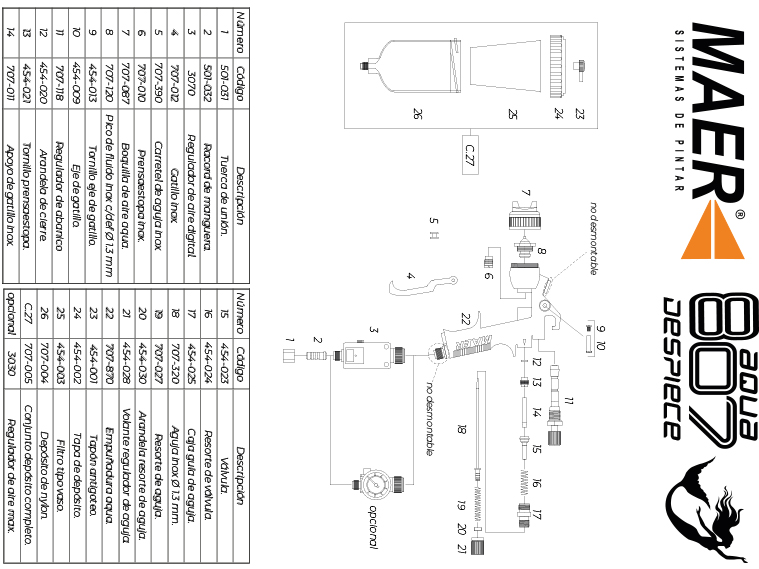 MAER®
SISTEMAS DE PINTAR
807
aqua
DESPIECE
23
24
25
26
C.27
no desmontable
7
8
5
6
4
9
10
22
11
12
13
14
15
16
17
3
2
1
no desmontable
18
19
20
21
opcional
Número Código Descripción
1 501-031 Tuerca de unión.
2 501-032 Racord de manguera.
3 3070 Regulador de aire digital.
4 707-012 Gatillo inox.
5 707-390 Carretel de aguja inox
6 707-010 Prensaestopa inox.
7 707-087 Boquilla de aire aqua.
8 707-120 Pico de fluido inox c/def Ø 1.3 mm
9 454-013 Tornillo eje de gatillo.
10 454-009 Eje de gatillo.
11 707-118 Regulador de abanico
12 454-020 Arandela de cierre.
13 454-021 Tornillo prensaestopa.
14 707-011 Apoyo de gatillo inox.
Número Código Descripción
15 454-023 Válvula.
16 454-024 Resorte de válvula.
17 454-025 Caja guía de aguja.
18 707-320 Aguja inox Ø 1.3 mm.
19 707-027 Resorte de aguja.
20 454-030 Arandela resorte de aguja.
21 454-028 Volante regulador de aguja
22 707-870 Empuñadura aqua.
23 454-001 Tapón antigoteo.
24 454-002 Tapa de depósito.
25 454-003 Filtro tipo vaso.
26 707-004 Depósito de nylon.
C.27 707-005 Conjunto depósito completo.
opcional 3030 Regulador de aire max.